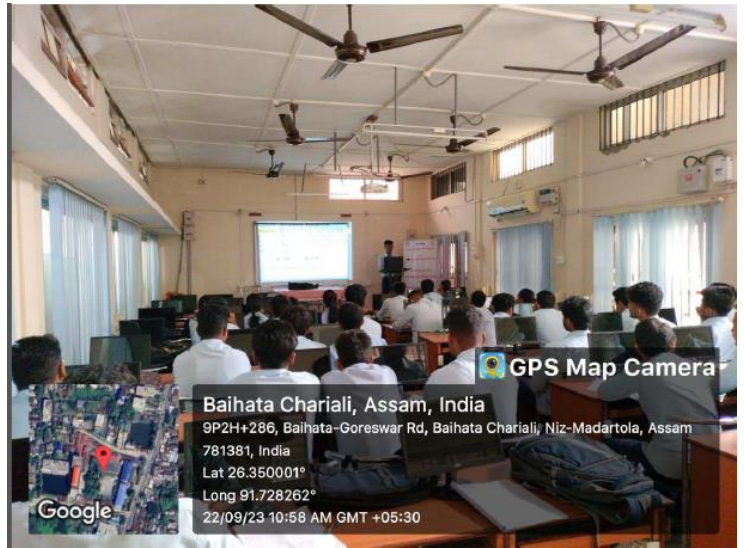 GPS Map Camera
Baihata Chariali, Assam, India
9P2H+286, Baihata-Goreswar Rd, Baihata Chariali, Niz-Madartola, Assam
781381, India
Lat 26.350001°
Long 91.728262°
22/09/23 10:58 AM GMT +05:30
Google